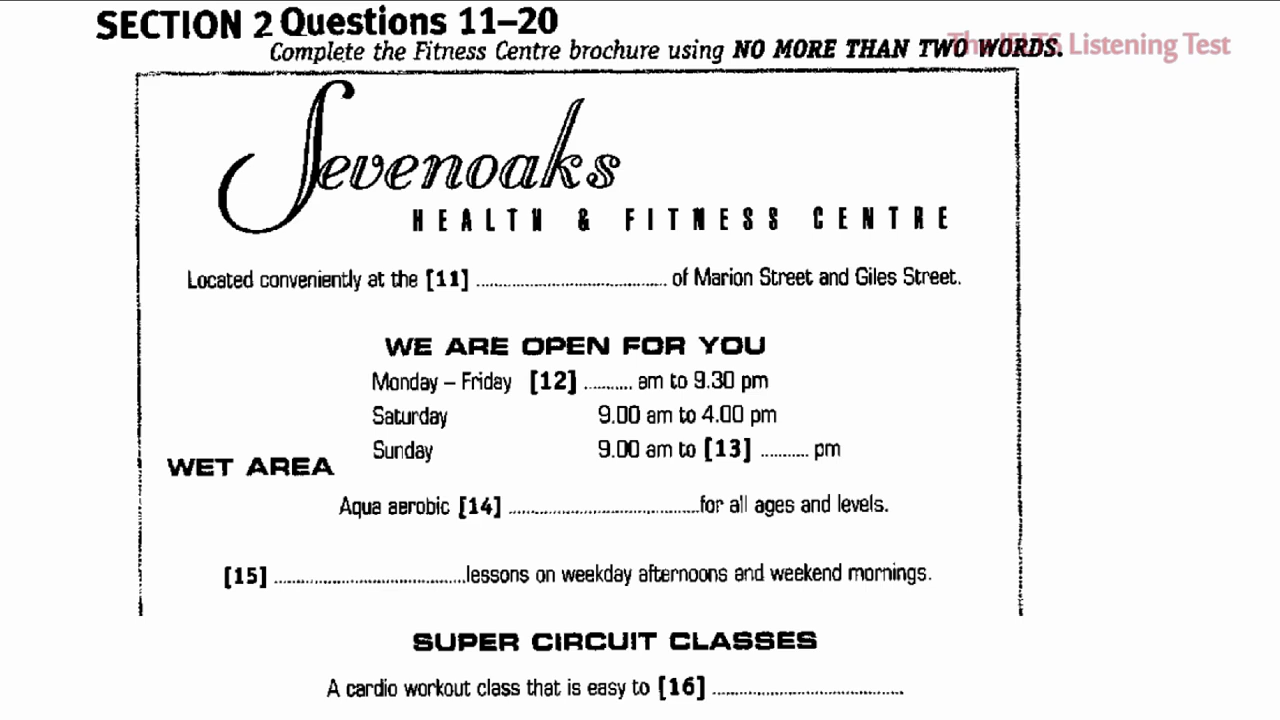 SECTION 2 Questions 11–20
The IELTS Listening Test
Complete the Fitness Centre brochure using NO MORE THAN TWO WORDS.
Sevenoaks
HEALTH & FITNESS CENTRE
Located conveniently at the [11] ........................................ of Marion Street and Giles Street.
WE ARE OPEN FOR YOU
Monday – Friday [12] .......... am to 9.30 pm
Saturday 9.00 am to 4.00 pm
Sunday 9.00 am to [13] .......... pm
WET AREA
Aqua aerobic [14] ........................................for all ages and levels.
[15] ........................................lessons on weekday afternoons and weekend mornings.
SUPER CIRCUIT CLASSES
A cardio workout class that is easy to [16] ........................................